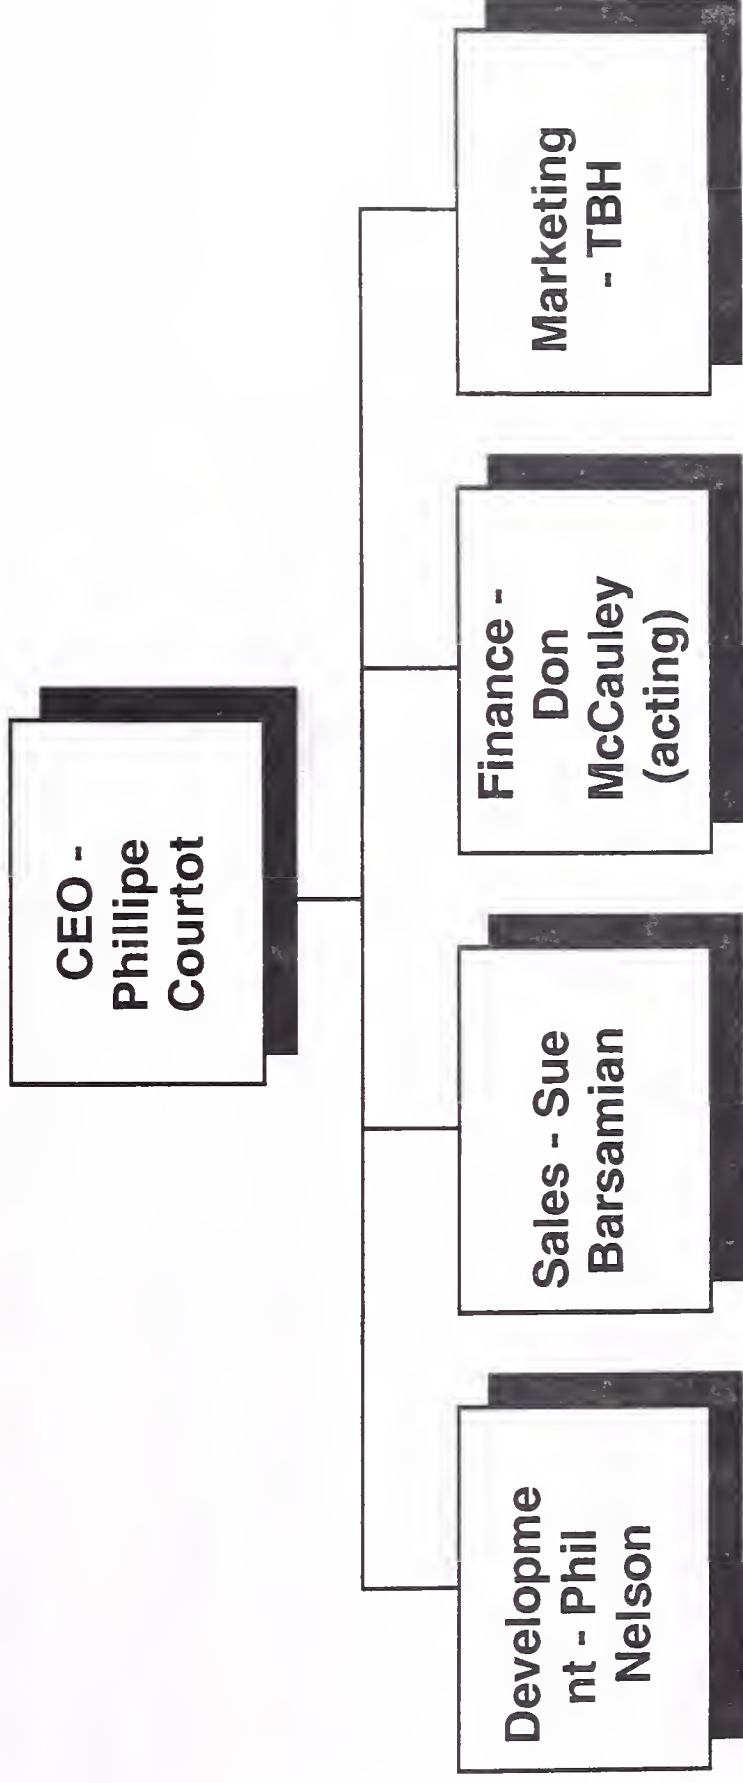 CEO -
Phillipe
Courtot
Developme
nt - Phil
Nelson
Sales - Sue
Barsamian
Finance -
Don
McCauley
(acting)
Marketing
- TBH